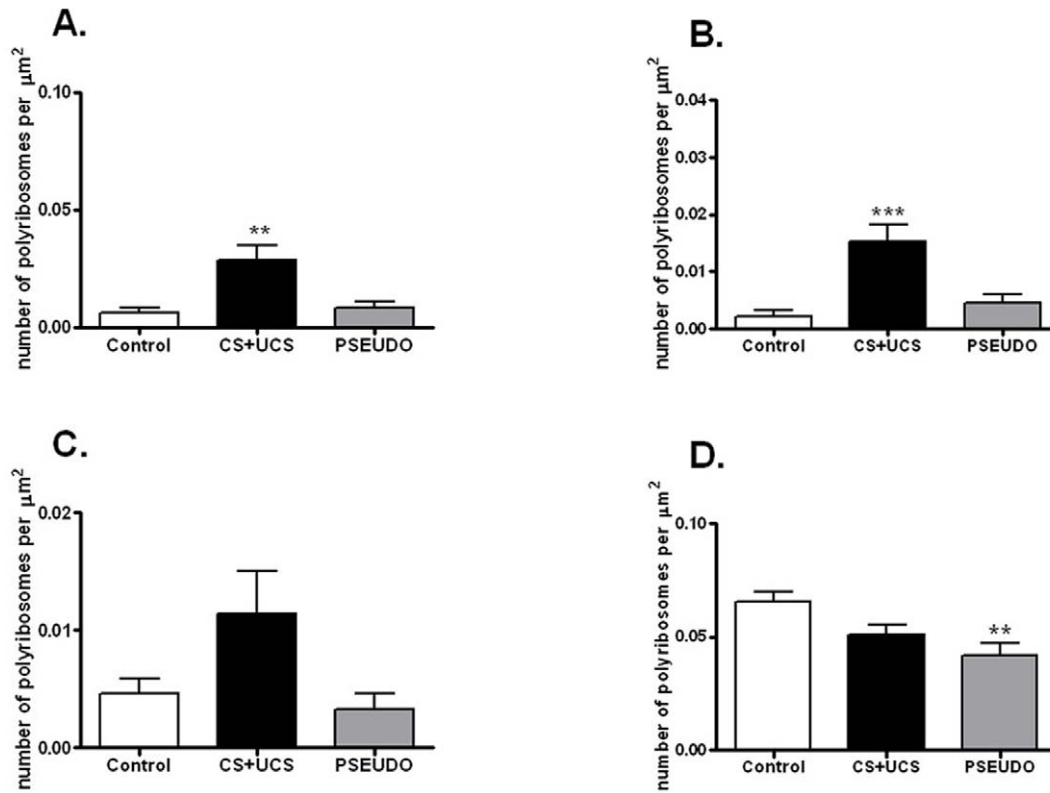 A.
number of polyribosomes per μm²
0.10
0.05
0.00
**
Control CS+UCS PSEUDO
B.
number of polyribosomes per μm²
0.04
0.03
0.02
0.01
0.00
***
Control CS+UCS PSEUDO
C.
number of polyribosomes per μm²
0.02
0.01
0.00
Control CS+UCS PSEUDO
D.
number of polyribosomes per μm²
0.10
0.05
0.00
**
Control CS+UCS PSEUDO